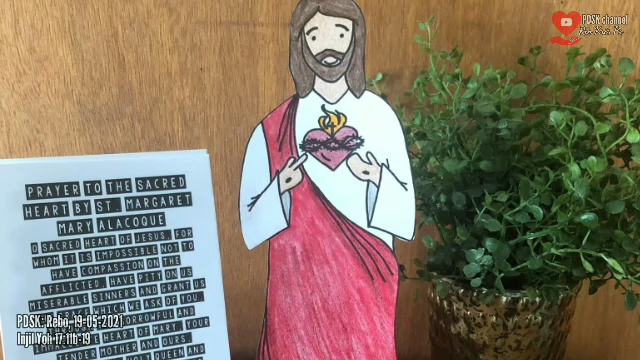 PDSK channel
PRAYER TO THE SACRED
HEART BY ST. MARGARET
MARY ALACOQUE
O SACRED HEART OF JESUS, FOR
WHOM IT IS IMPOSSIBLE NOT TO
HAVE COMPASSION ON THE
AFFLICTED, HAVE PITY ON US
MISERABLE SINNERS AND GRANT US
WHICH WE ASK OF YOU,
SORROWFUL AND
HEART OF MARY, YOUR
TENDER MOTHER AND OURS.
QUEEN AND
PDSK: Rebo, 19-05-2021
Injil Yoh 17:11b-19